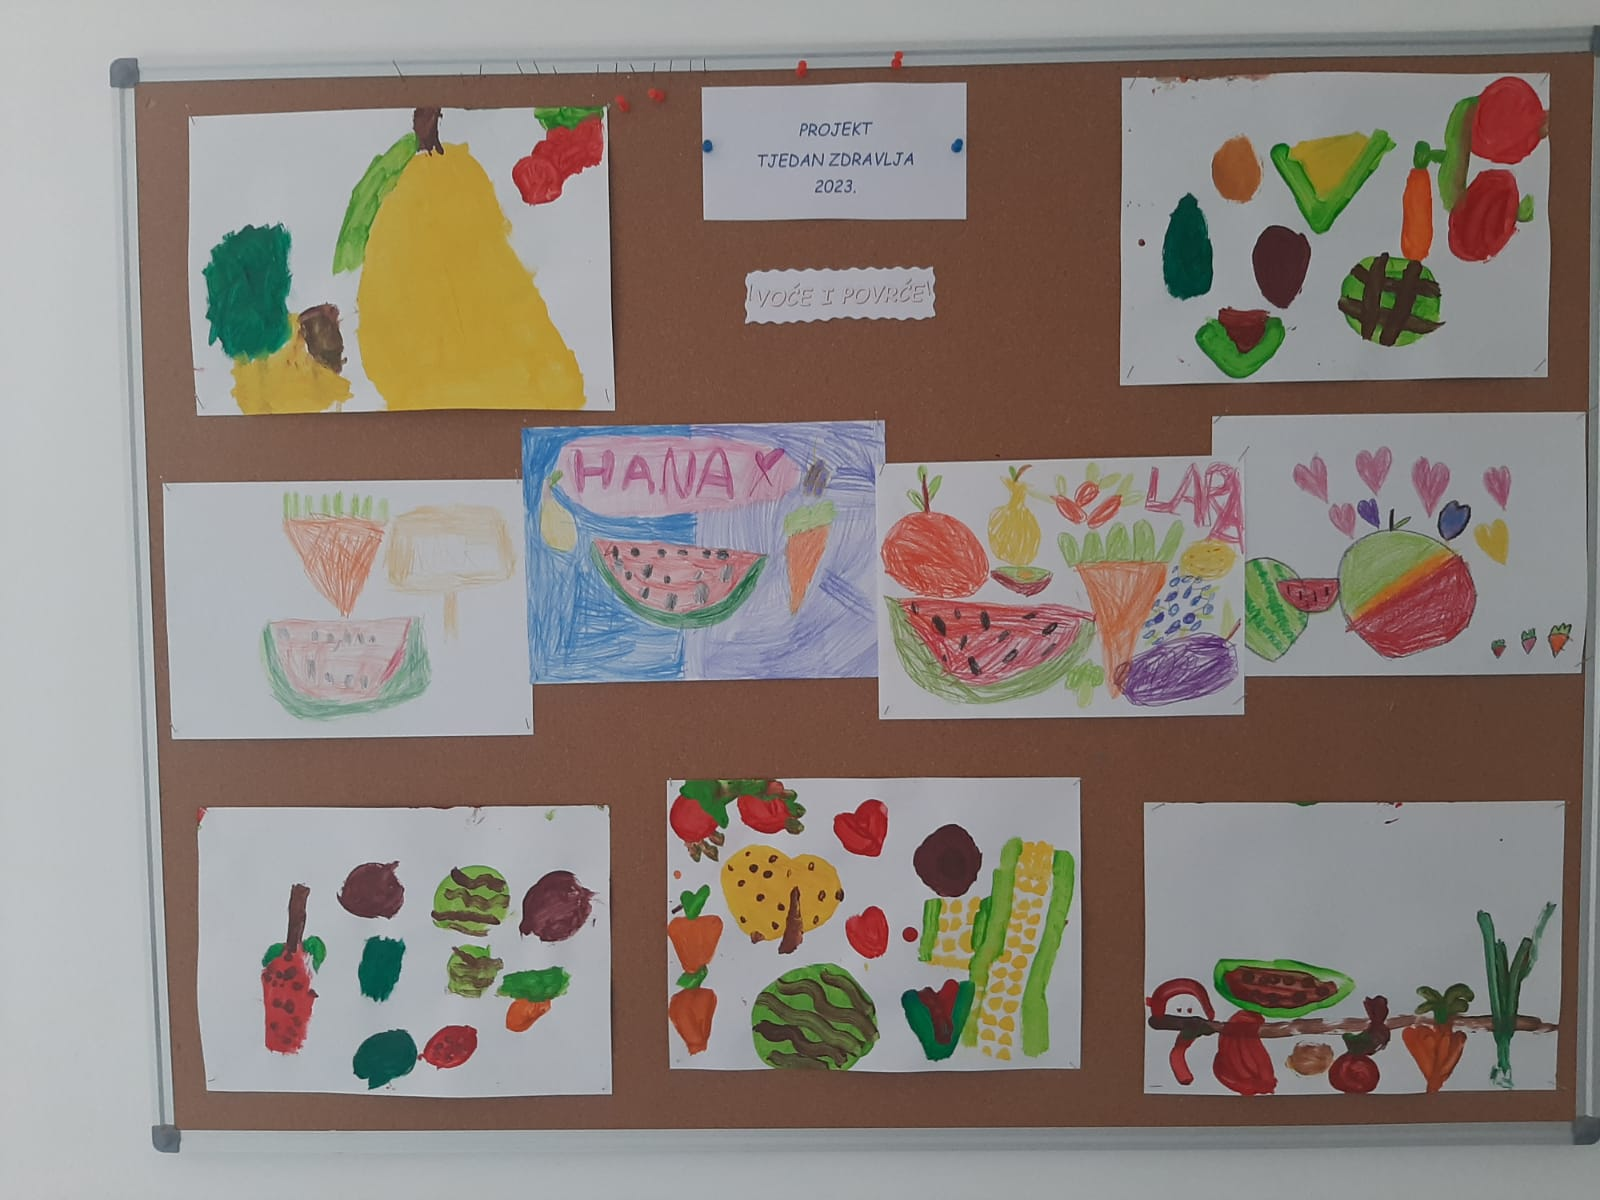 PROJEKT
TJEDAN ZDRAVLJA
2023.
VOĆE I POVRĆE
HANA
LARA